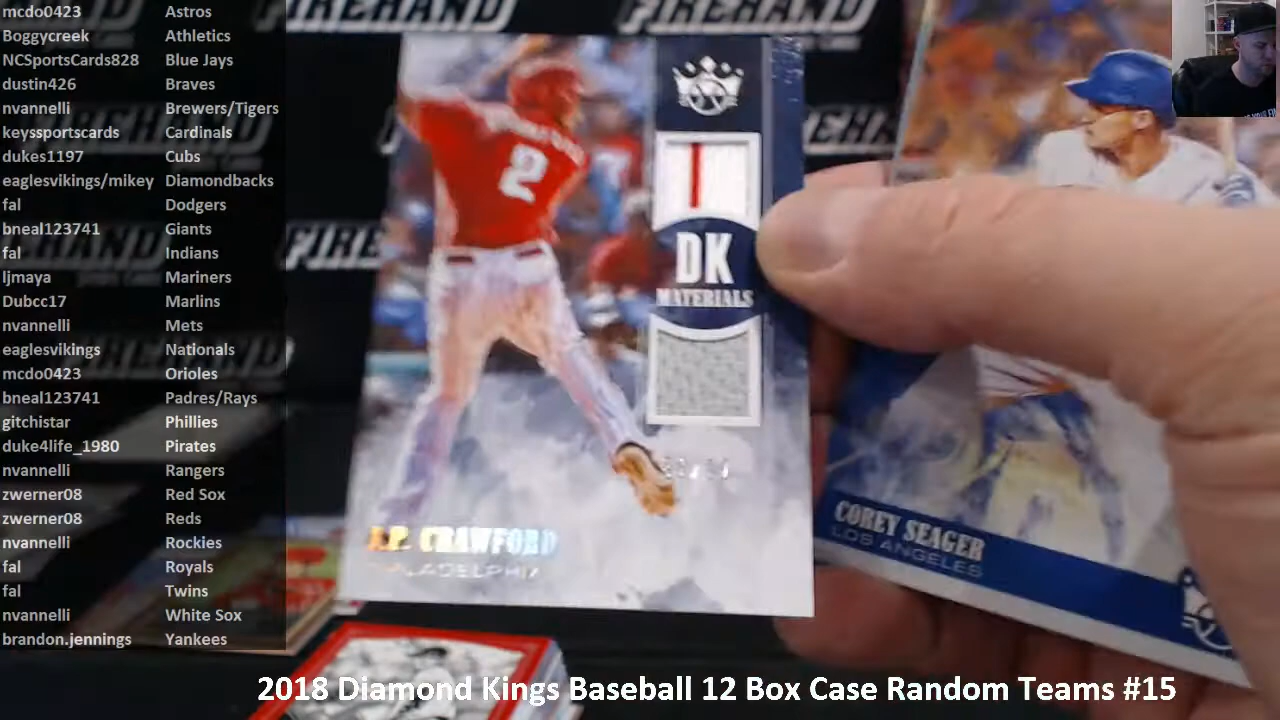 mcdo0423 Astros
Boggycreek Athletics
NCSportsCards828 Blue Jays
dustin426 Braves
nvannelli Brewers/Tigers
keyssportscards Cardinals
dukes1197 Cubs
eaglesvikings/mikey Diamondbacks
fal Dodgers
bneal123741 Giants
fal Indians
ljmaya Mariners
Dubcc17 Marlins
nvannelli Mets
eaglesvikings Nationals
mcdo0423 Orioles
bneal123741 Padres/Rays
gitchistar Phillies
duke4life_1980 Pirates
nvannelli Rangers
zwerner08 Red Sox
zwerner08 Reds
nvannelli Rockies
fal Royals
fal Twins
nvannelli White Sox
brandon.jennings Yankees
FIREHAND
FIREHAND
2
DK
MATERIALS
J.P. CRAWFORD
PHILADELPHIA
COREY SEAGER
LOS ANGELES
2018 Diamond Kings Baseball 12 Box Case Random Teams #15